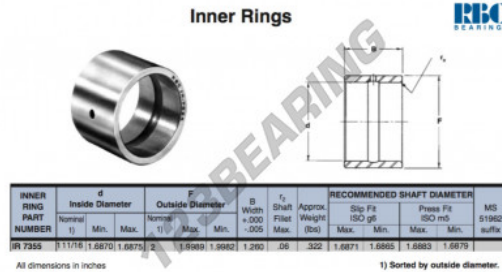 Inner Rings
RBC
BEARINGS
B
r₂
d
F
123BEARING
INNER RING PART NUMBER
d Inside Diameter
F Outside Diameter
B Width +.000 -.005
r₂ Shaft Fillet Max.
Approx. Weight (lbs)
RECOMMENDED SHAFT DIAMETER
Slip Fit ISO g6
Press Fit ISO m5
MS 51962 suffix
Nominal 1) Min. Max. Nominal 1) Max. Min. Max. Min. Max. Min.
IR 7355 1 11/16 1.6870 1.6875 2 1.9989 1.9982 1.260 .06 .322 1.6871 1.6865 1.6883 1.6879
All dimensions in inches
1) Sorted by outside diameter.